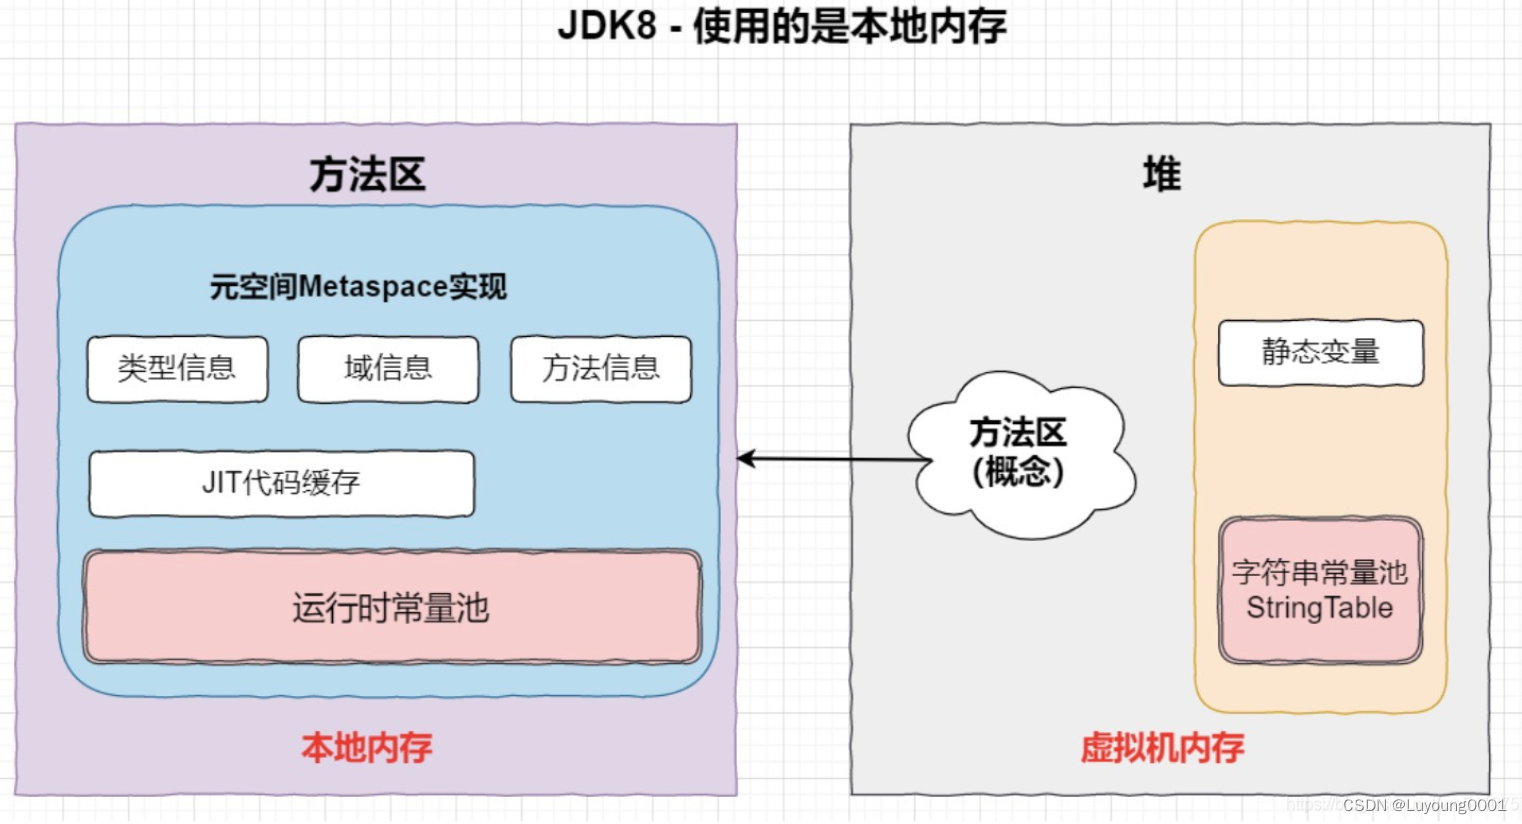 JDK8 - 使用的是本地内存
方法区
元空间Metaspace实现
类型信息
域信息
方法信息
JIT代码缓存
运行时常量池
本地内存
堆
静态变量
方法区
（概念）
字符串常量池
StringTable
虚拟机内存
CSDN @Luyoung0001